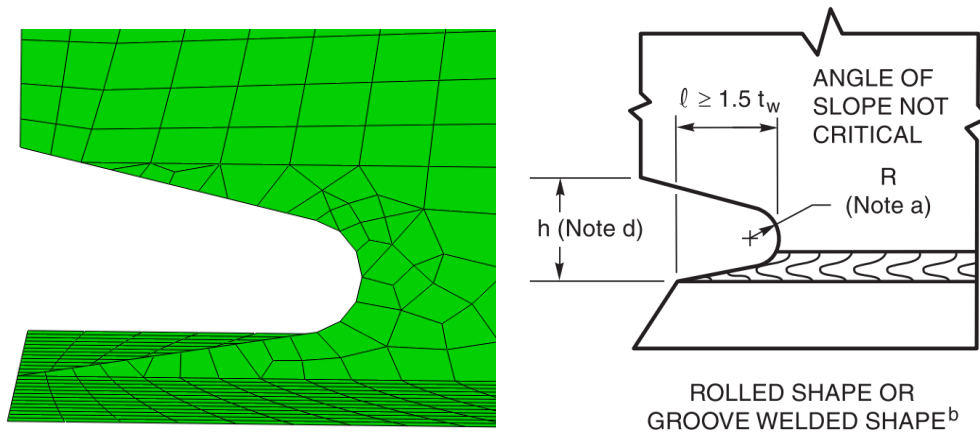 ℓ ≥ 1.5 tw
ANGLE OF
SLOPE NOT
CRITICAL
R
(Note a)
h (Note d)
ROLLED SHAPE OR
GROOVE WELDED SHAPEb